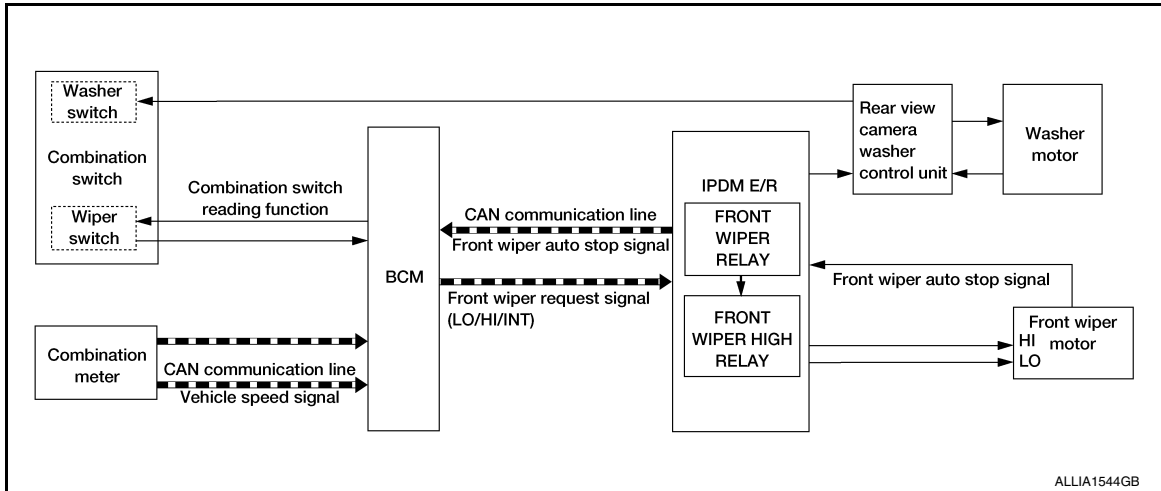 Washer
switch
Combination
switch
Wiper
switch
Combination switch
reading function
Combination
meter
CAN communication line
Vehicle speed signal
BCM
CAN communication line
Front wiper auto stop signal
Front wiper request signal
(LO/HI/INT)
IPDM E/R
FRONT
WIPER
RELAY
FRONT
WIPER HIGH
RELAY
Rear view
camera
washer
control unit
Washer
motor
Front wiper auto stop signal
Front wiper
motor
HI
LO
ALLIA1544GB